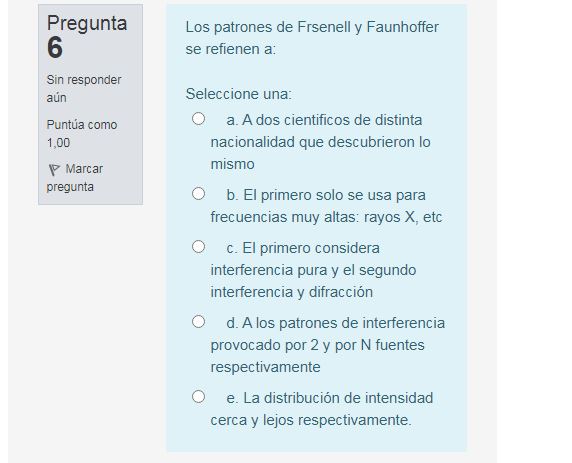 Pregunta
6
Sin responder
aún
Puntúa como
1,00
Marcar
pregunta
Los patrones de Frsenell y Faunhoffer
se refienen a:
Seleccione una:
a. A dos cientificos de distinta
nacionalidad que descubrieron lo
mismo
b. El primero solo se usa para
frecuencias muy altas: rayos X, etc
c. El primero considera
interferencia pura y el segundo
interferencia y difracción
d. A los patrones de interferencia
provocado por 2 y por N fuentes
respectivamente
e. La distribución de intensidad
cerca y lejos respectivamente.